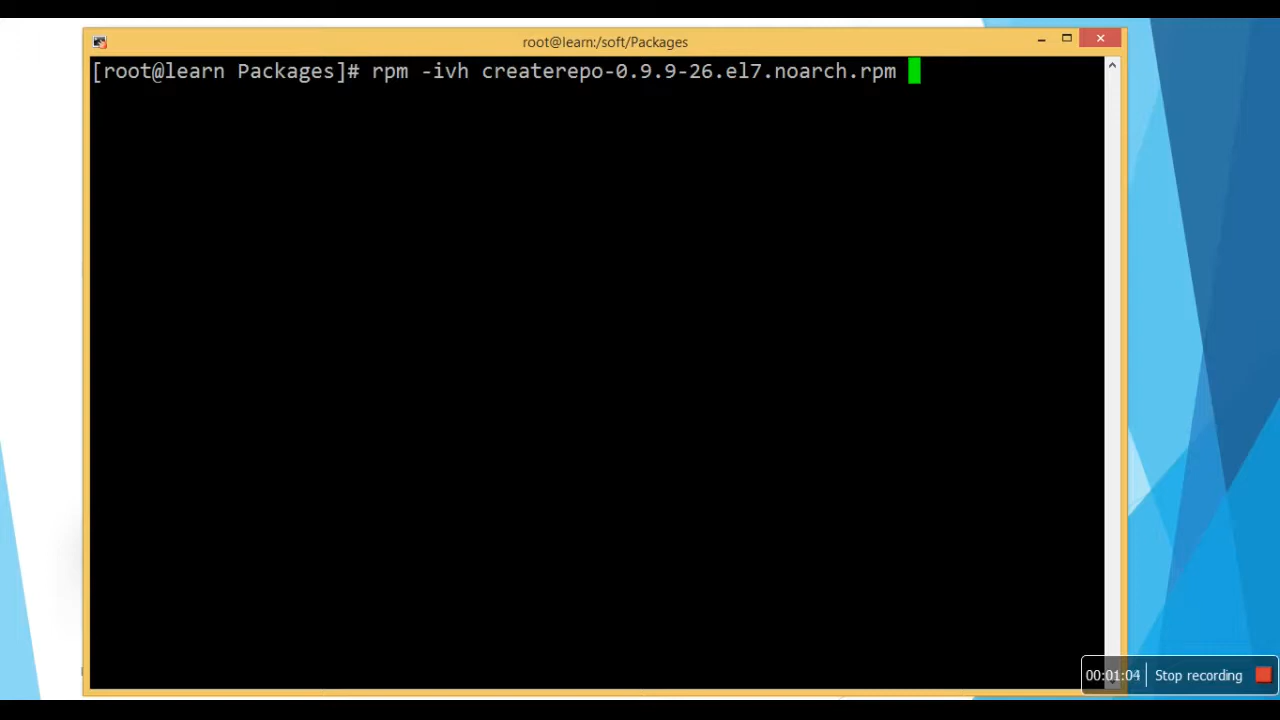 root@learn:/soft/Packages
[root@learn Packages]# rpm -ivh createrepo-0.9.9-26.el7.noarch.rpm
00:01:04 Stop recording